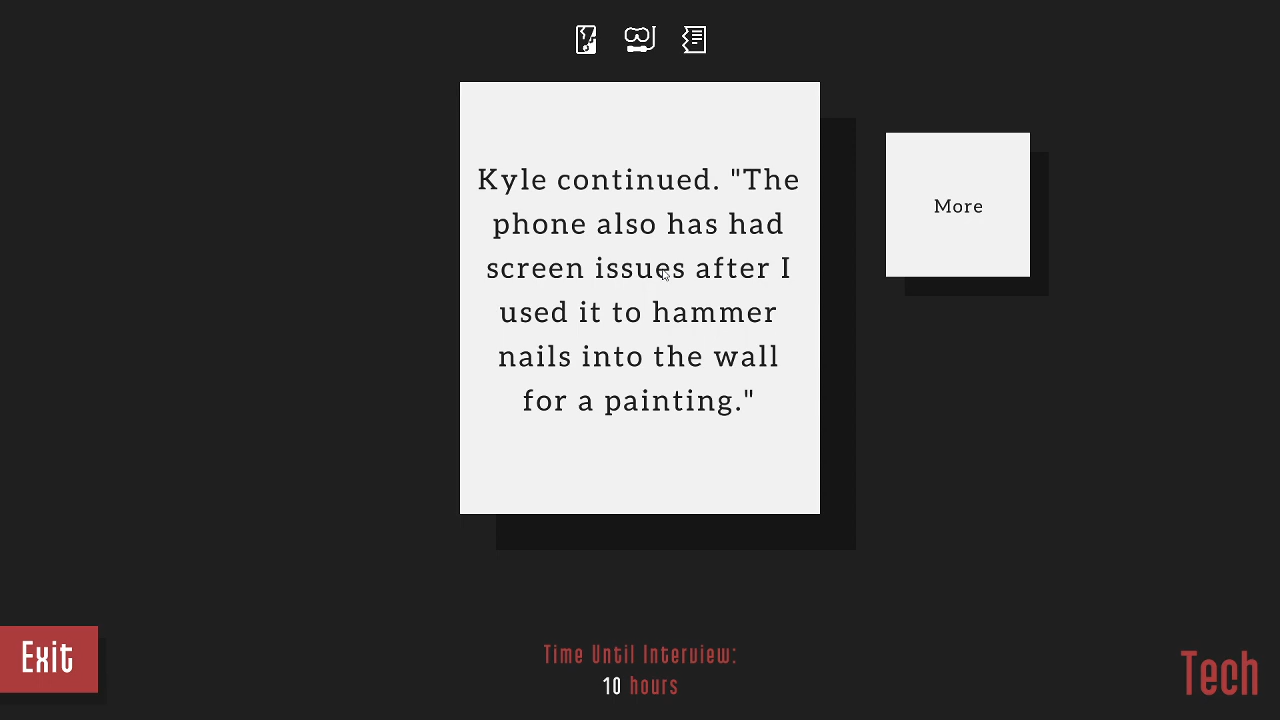 Kyle continued. "The
phone also has had
screen issues after I
used it to hammer
nails into the wall
for a painting."
More
Exit
Time Until Interview:
10 hours
Tech